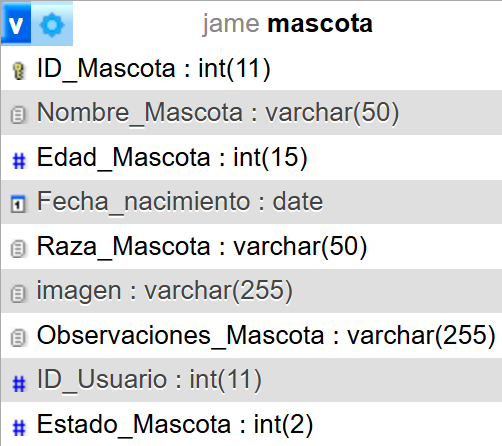 v jame mascota
ID_Mascota : int(11)
Nombre_Mascota : varchar(50)
Edad_Mascota : int(15)
Fecha_nacimiento : date
Raza_Mascota : varchar(50)
imagen : varchar(255)
Observaciones_Mascota : varchar(255)
ID_Usuario : int(11)
Estado_Mascota : int(2)